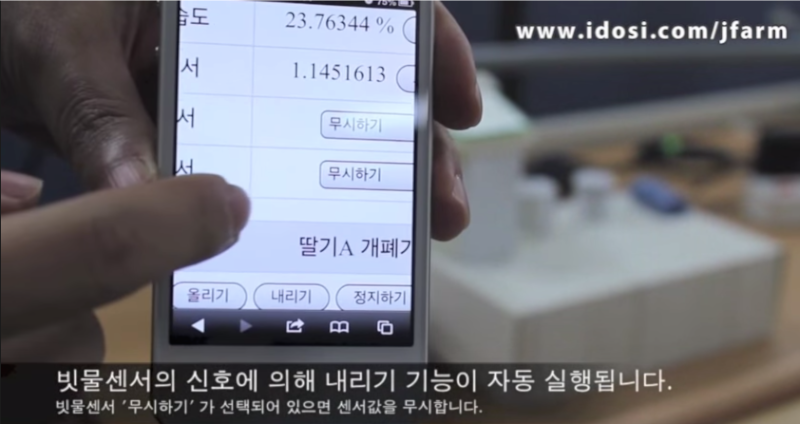 www.idosi.com/jfarm
75%
습도 23.76344 %
서 1.1451613
서 무시하기
서 무시하기
딸기A 개폐기
올리기 내리기 정지하기
빗물센서의 신호에 의해 내리기 기능이 자동 실행됩니다.
빗물센서 '무시하기' 가 선택되어 있으면 센서값을 무시합니다.